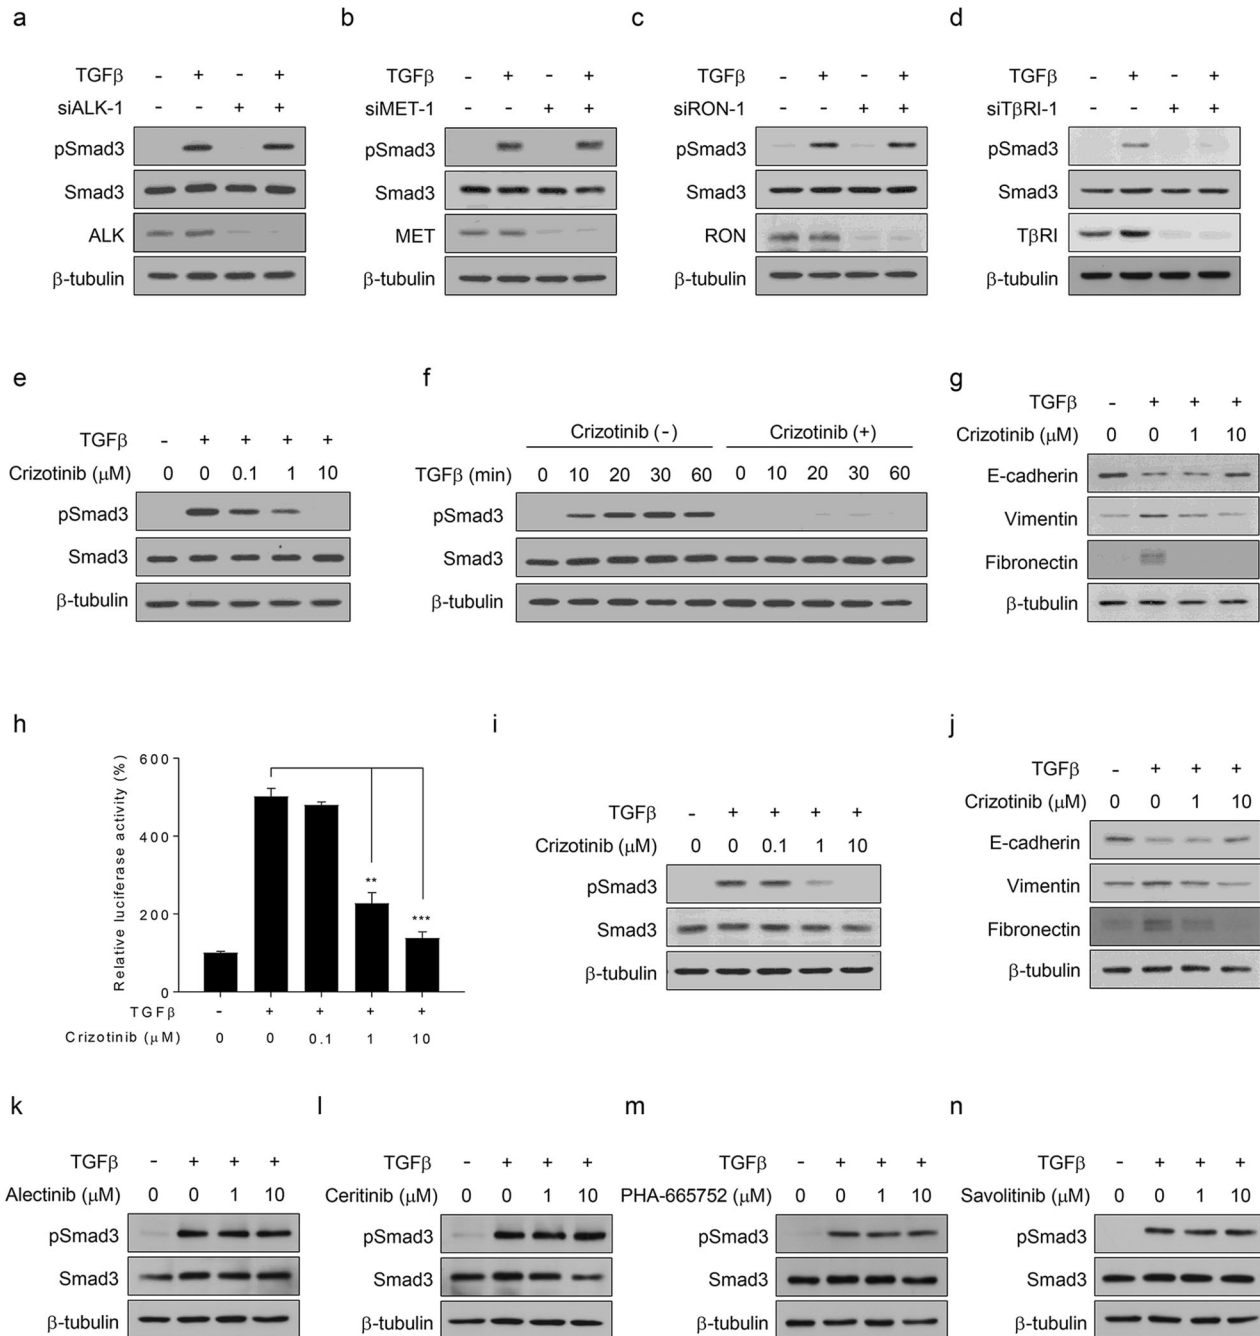 a
TGFβ - + - +
siALK-1 - - + +
pSmad3
Smad3
ALK
β-tubulin
b
TGFβ - + - +
siMET-1 - - + +
pSmad3
Smad3
MET
β-tubulin
c
TGFβ - + - +
siRON-1 - - + +
pSmad3
Smad3
RON
β-tubulin
d
TGFβ - + - +
siTβRI-1 - - + +
pSmad3
Smad3
TβRI
β-tubulin
e
TGFβ - + + + +
Crizotinib (μM) 0 0 0.1 1 10
pSmad3
Smad3
β-tubulin
f
Crizotinib (-) Crizotinib (+)
TGFβ (min) 0 10 20 30 60 0 10 20 30 60
pSmad3
Smad3
β-tubulin
g
TGFβ - + + +
Crizotinib (μM) 0 0 1 10
E-cadherin
Vimentin
Fibronectin
β-tubulin
h
Relative luciferase activity (%)
600
400
200
0
**
***
TGFβ - + + + +
Crizotinib (μM) 0 0 0.1 1 10
i
TGFβ - + + + +
Crizotinib (μM) 0 0 0.1 1 10
pSmad3
Smad3
β-tubulin
j
TGFβ - + + +
Crizotinib (μM) 0 0 1 10
E-cadherin
Vimentin
Fibronectin
β-tubulin
k
TGFβ - + + +
Alectinib (μM) 0 0 1 10
pSmad3
Smad3
β-tubulin
l
TGFβ - + + +
Ceritinib (μM) 0 0 1 10
pSmad3
Smad3
β-tubulin
m
TGFβ - + + +
PHA-665752 (μM) 0 0 1 10
pSmad3
Smad3
β-tubulin
n
TGFβ - + + +
Savolitinib (μM) 0 0 1 10
pSmad3
Smad3
β-tubulin